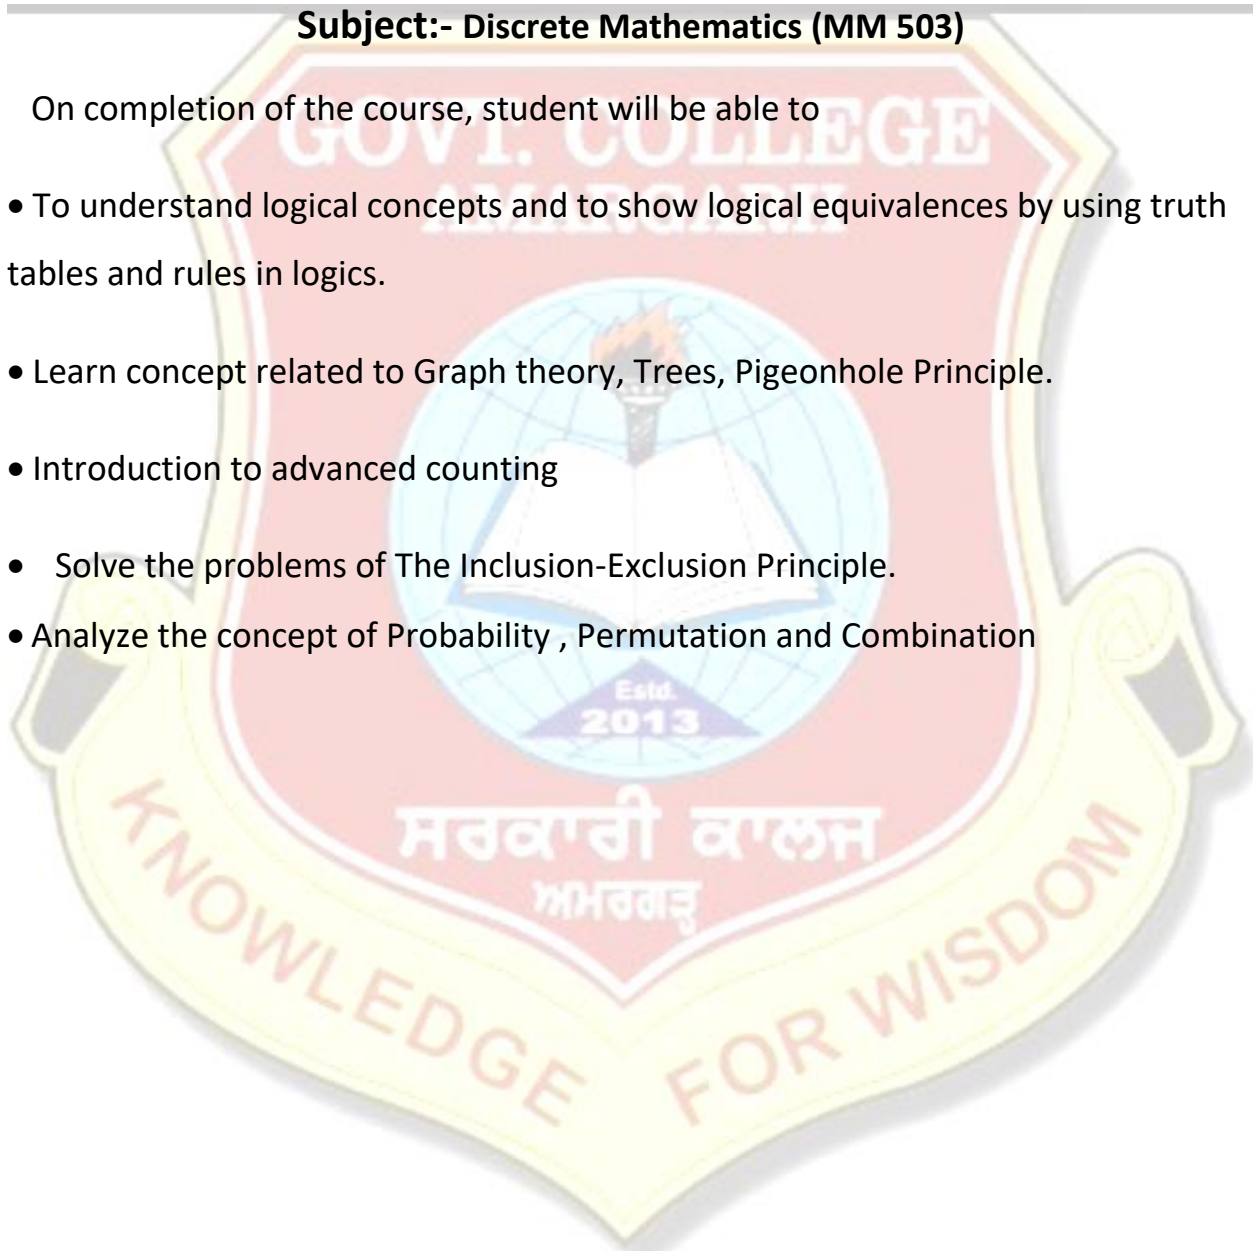 Subject:- Discrete Mathematics (MM 503)
On completion of the course, student will be able to
GOVT. COLLEGE
AMARGARH
• To understand logical concepts and to show logical equivalences by using truth
tables and rules in logics.
• Learn concept related to Graph theory, Trees, Pigeonhole Principle.
• Introduction to advanced counting
• Solve the problems of The Inclusion-Exclusion Principle.
• Analyze the concept of Probability , Permutation and Combination
Estd.
2013
ਸਰਕਾਰੀ ਕਾਲਜ
ਅਮਰਗੜ੍ਹ
KNOWLEDGE FOR WISDOM